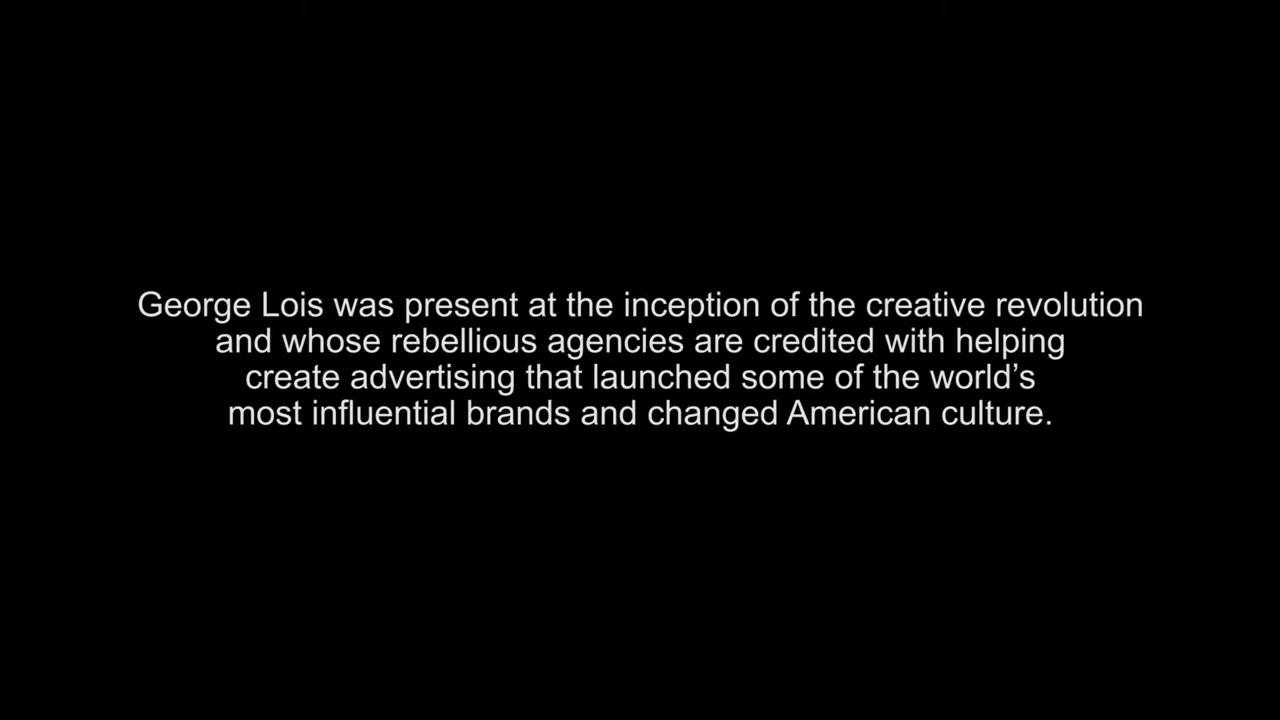 George Lois was present at the inception of the creative revolution
and whose rebellious agencies are credited with helping
create advertising that launched some of the world’s
most influential brands and changed American culture.